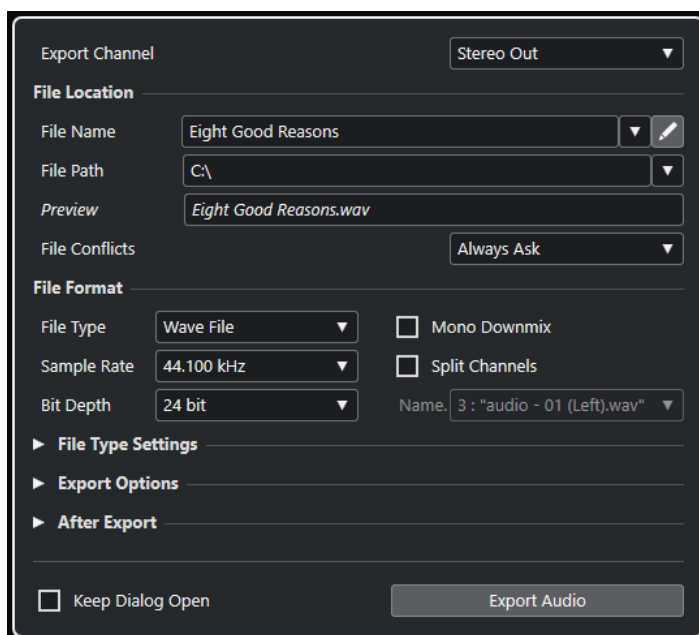 Export Channel Stereo Out
File Location
File Name Eight Good Reasons
File Path C:\
Preview Eight Good Reasons.wav
File Conflicts Always Ask
File Format
File Type Wave File Mono Downmix
Sample Rate 44.100 kHz Split Channels
Bit Depth 24 bit Name. 3 : "audio - 01 (Left).wav"
File Type Settings
Export Options
After Export
Keep Dialog Open Export Audio